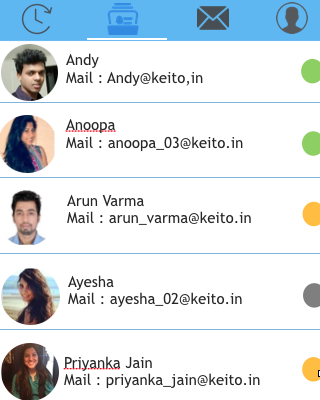 Andy
Mail : Andy@keito,in
Anoopa
Mail : anoopa_03@keito.in
Arun Varma
Mail : arun_varma@keito.in
Ayesha
Mail : ayesha_02@keito.in
Priyanka Jain
Mail : priyanka_jain@keito.in